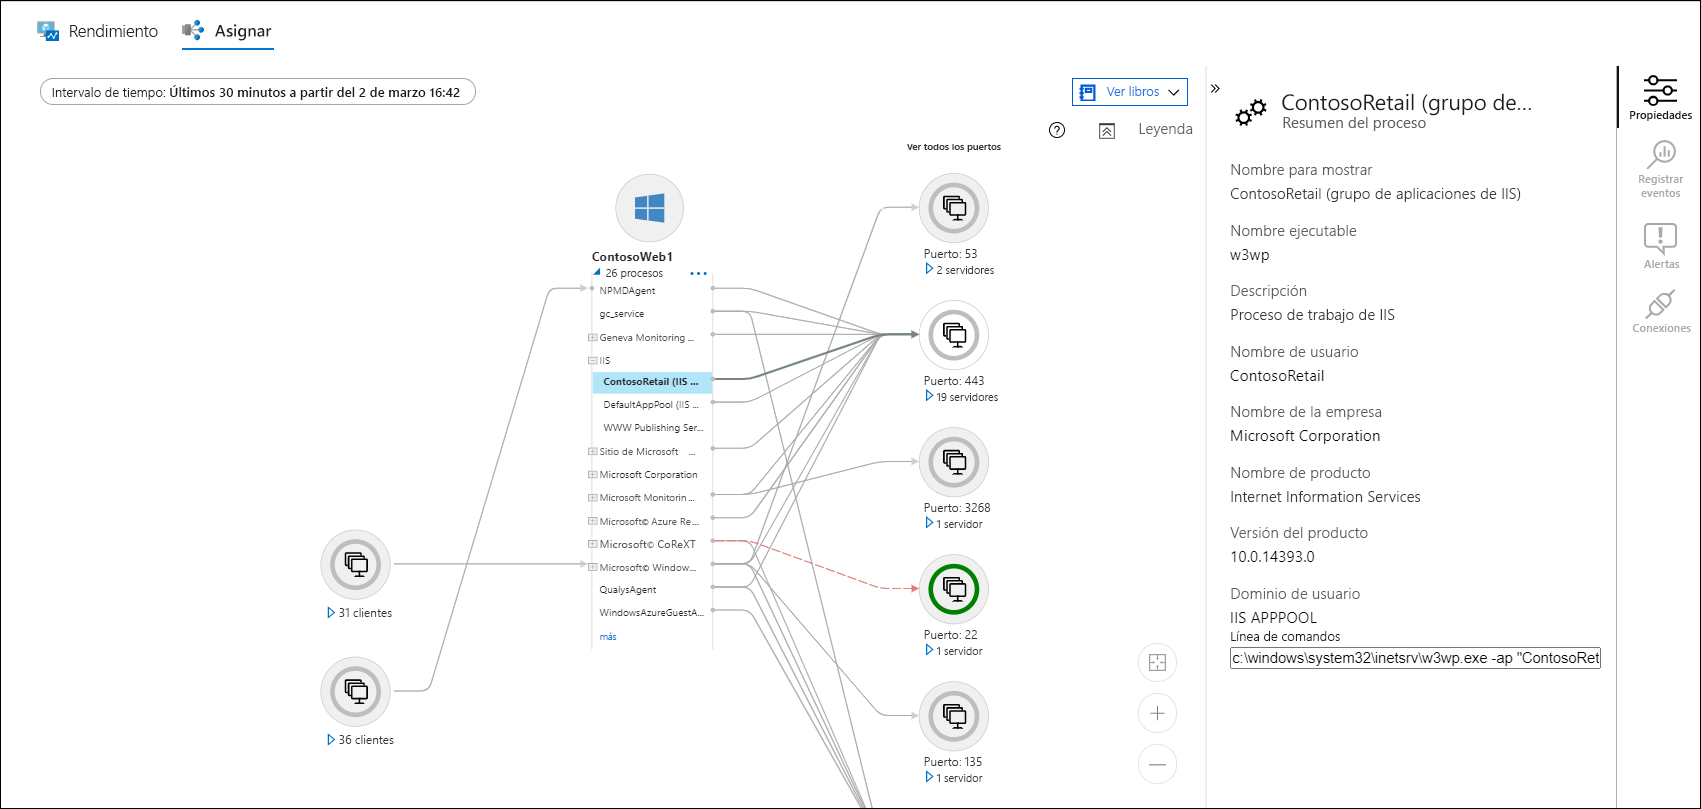 Rendimiento
Asignar
Intervalo de tiempo: Últimos 30 minutos a partir del 2 de marzo 16:42
Ver libros
Leyenda
Ver todos los puertos
ContosoWeb1
26 procesos
NPMDAgent
gc_service
Geneva Monitoring ...
IIS
ContosoRetail (IIS ...
DefaultAppPool (IIS ...
WWW Publishing Ser...
Sitio de Microsoft ...
Microsoft Corporation
Microsoft Monitorin ...
Microsoft© Azure Re...
Microsoft© CoReXT
Microsoft© Window...
QualysAgent
WindowsAzureGuestA...
más
31 clientes
36 clientes
Puerto: 53
2 servidores
Puerto: 443
19 servidores
Puerto: 3268
1 servidor
Puerto: 22
1 servidor
Puerto: 135
1 servidor
ContosoRetail (grupo de...
Resumen del proceso
Nombre para mostrar
ContosoRetail (grupo de aplicaciones de IIS)
Nombre ejecutable
w3wp
Descripción
Proceso de trabajo de IIS
Nombre de usuario
ContosoRetail
Nombre de la empresa
Microsoft Corporation
Nombre de producto
Internet Information Services
Versión del producto
10.0.14393.0
Dominio de usuario
IIS APPPOOL
Línea de comandos
c:\windows\system32\inetsrv\w3wp.exe -ap "ContosoRet
Propiedades
Registrar
eventos
Alertas
Conexiones